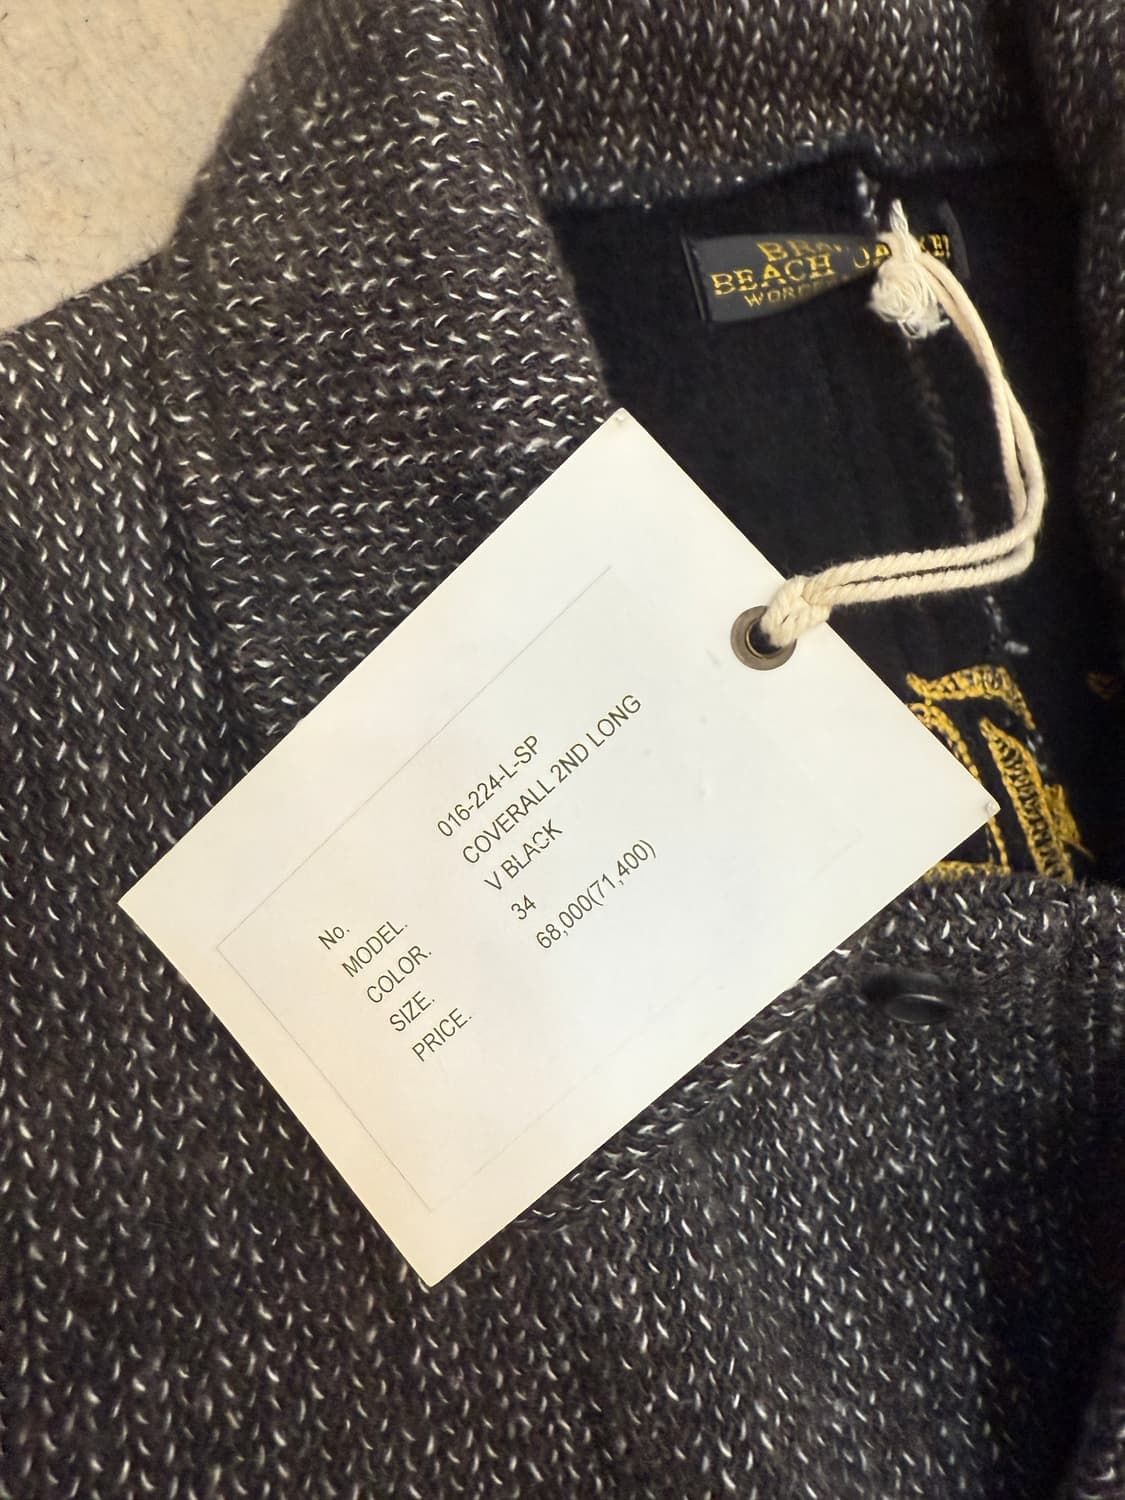 BEACH
No. 016-224-L-SP
MODEL. COVERALL 2ND LONG
COLOR. V BLACK
SIZE. 34
PRICE. 68,000(71,400)